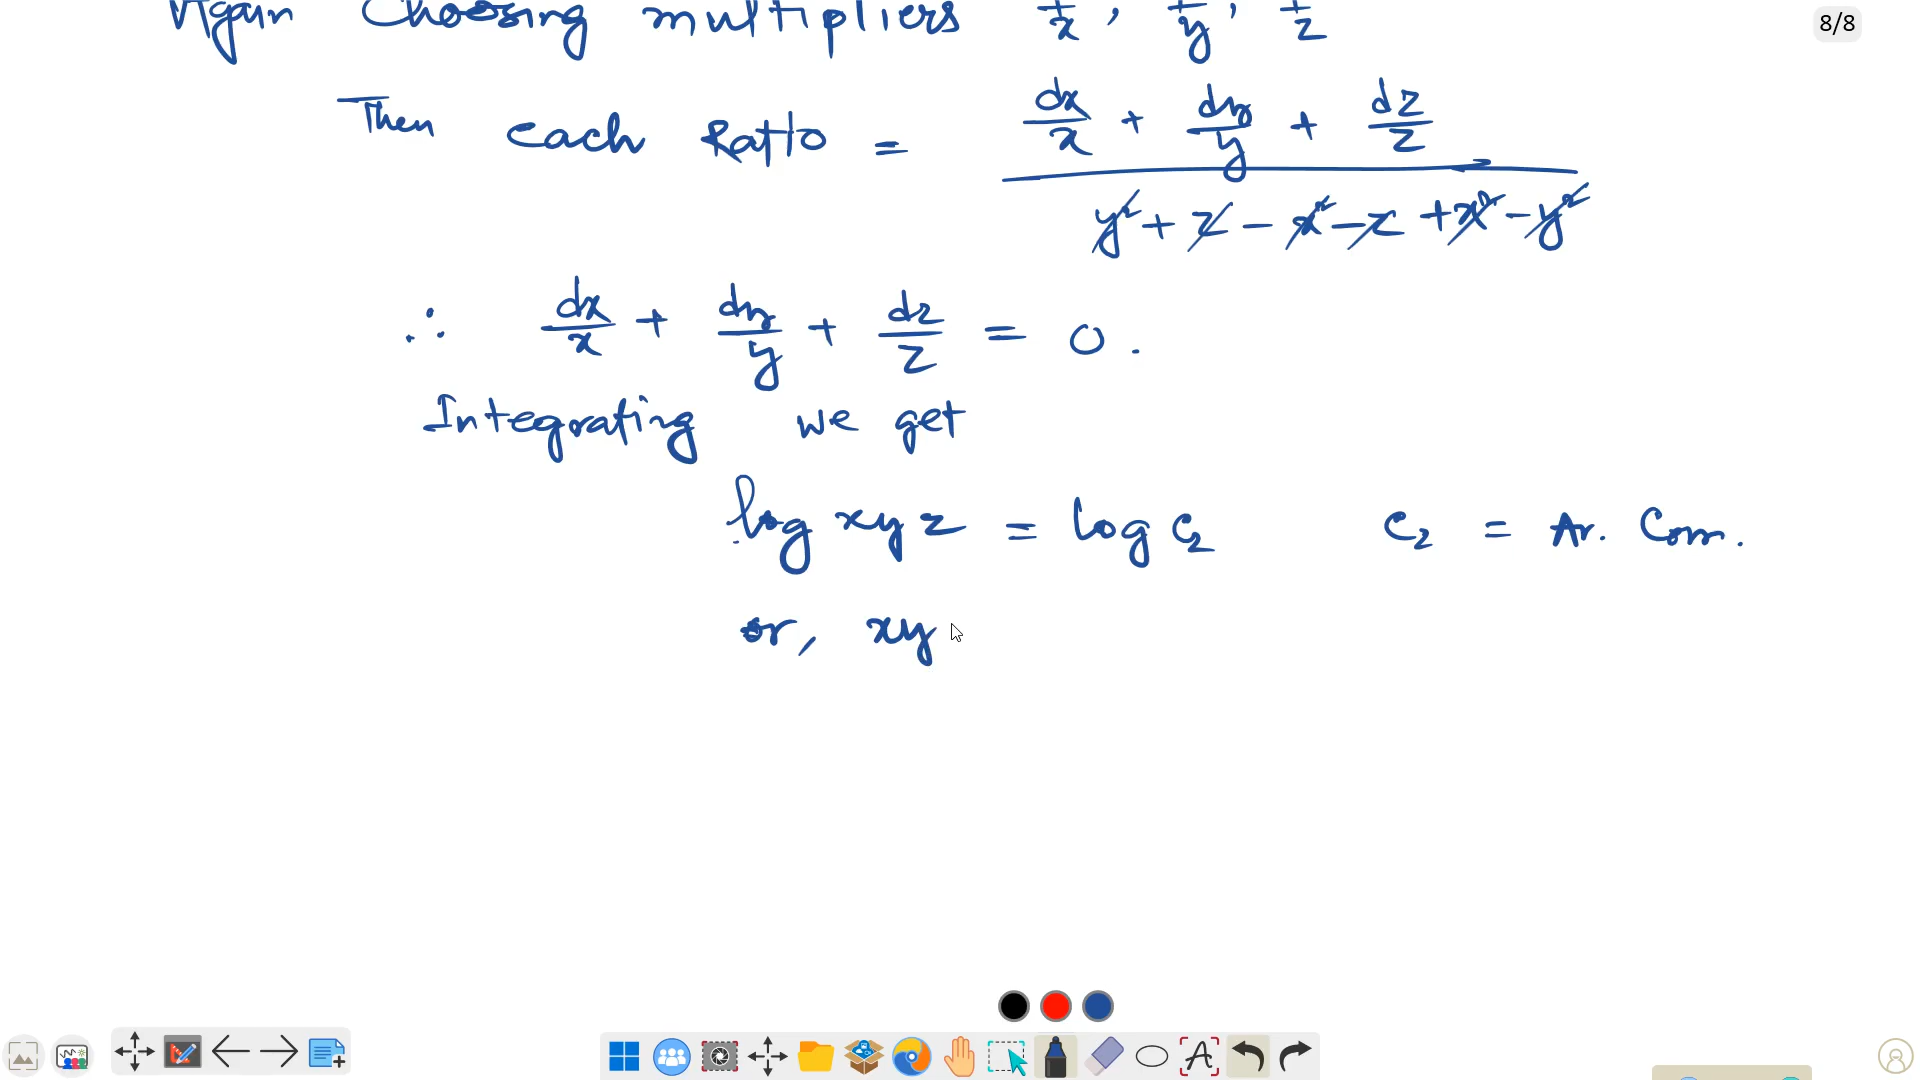 Again Choosing multipliers 1/x, 1/y, 1/z
8/8
Then each Ratio = (dx/x + dy/y + dz/z) / (y² + z - x² - z + x² - y²)
∴ dx/x + dy/y + dz/z = 0.
Integrating we get
log xyz = log c₂ c₂ = Ar. Con.
or, xy